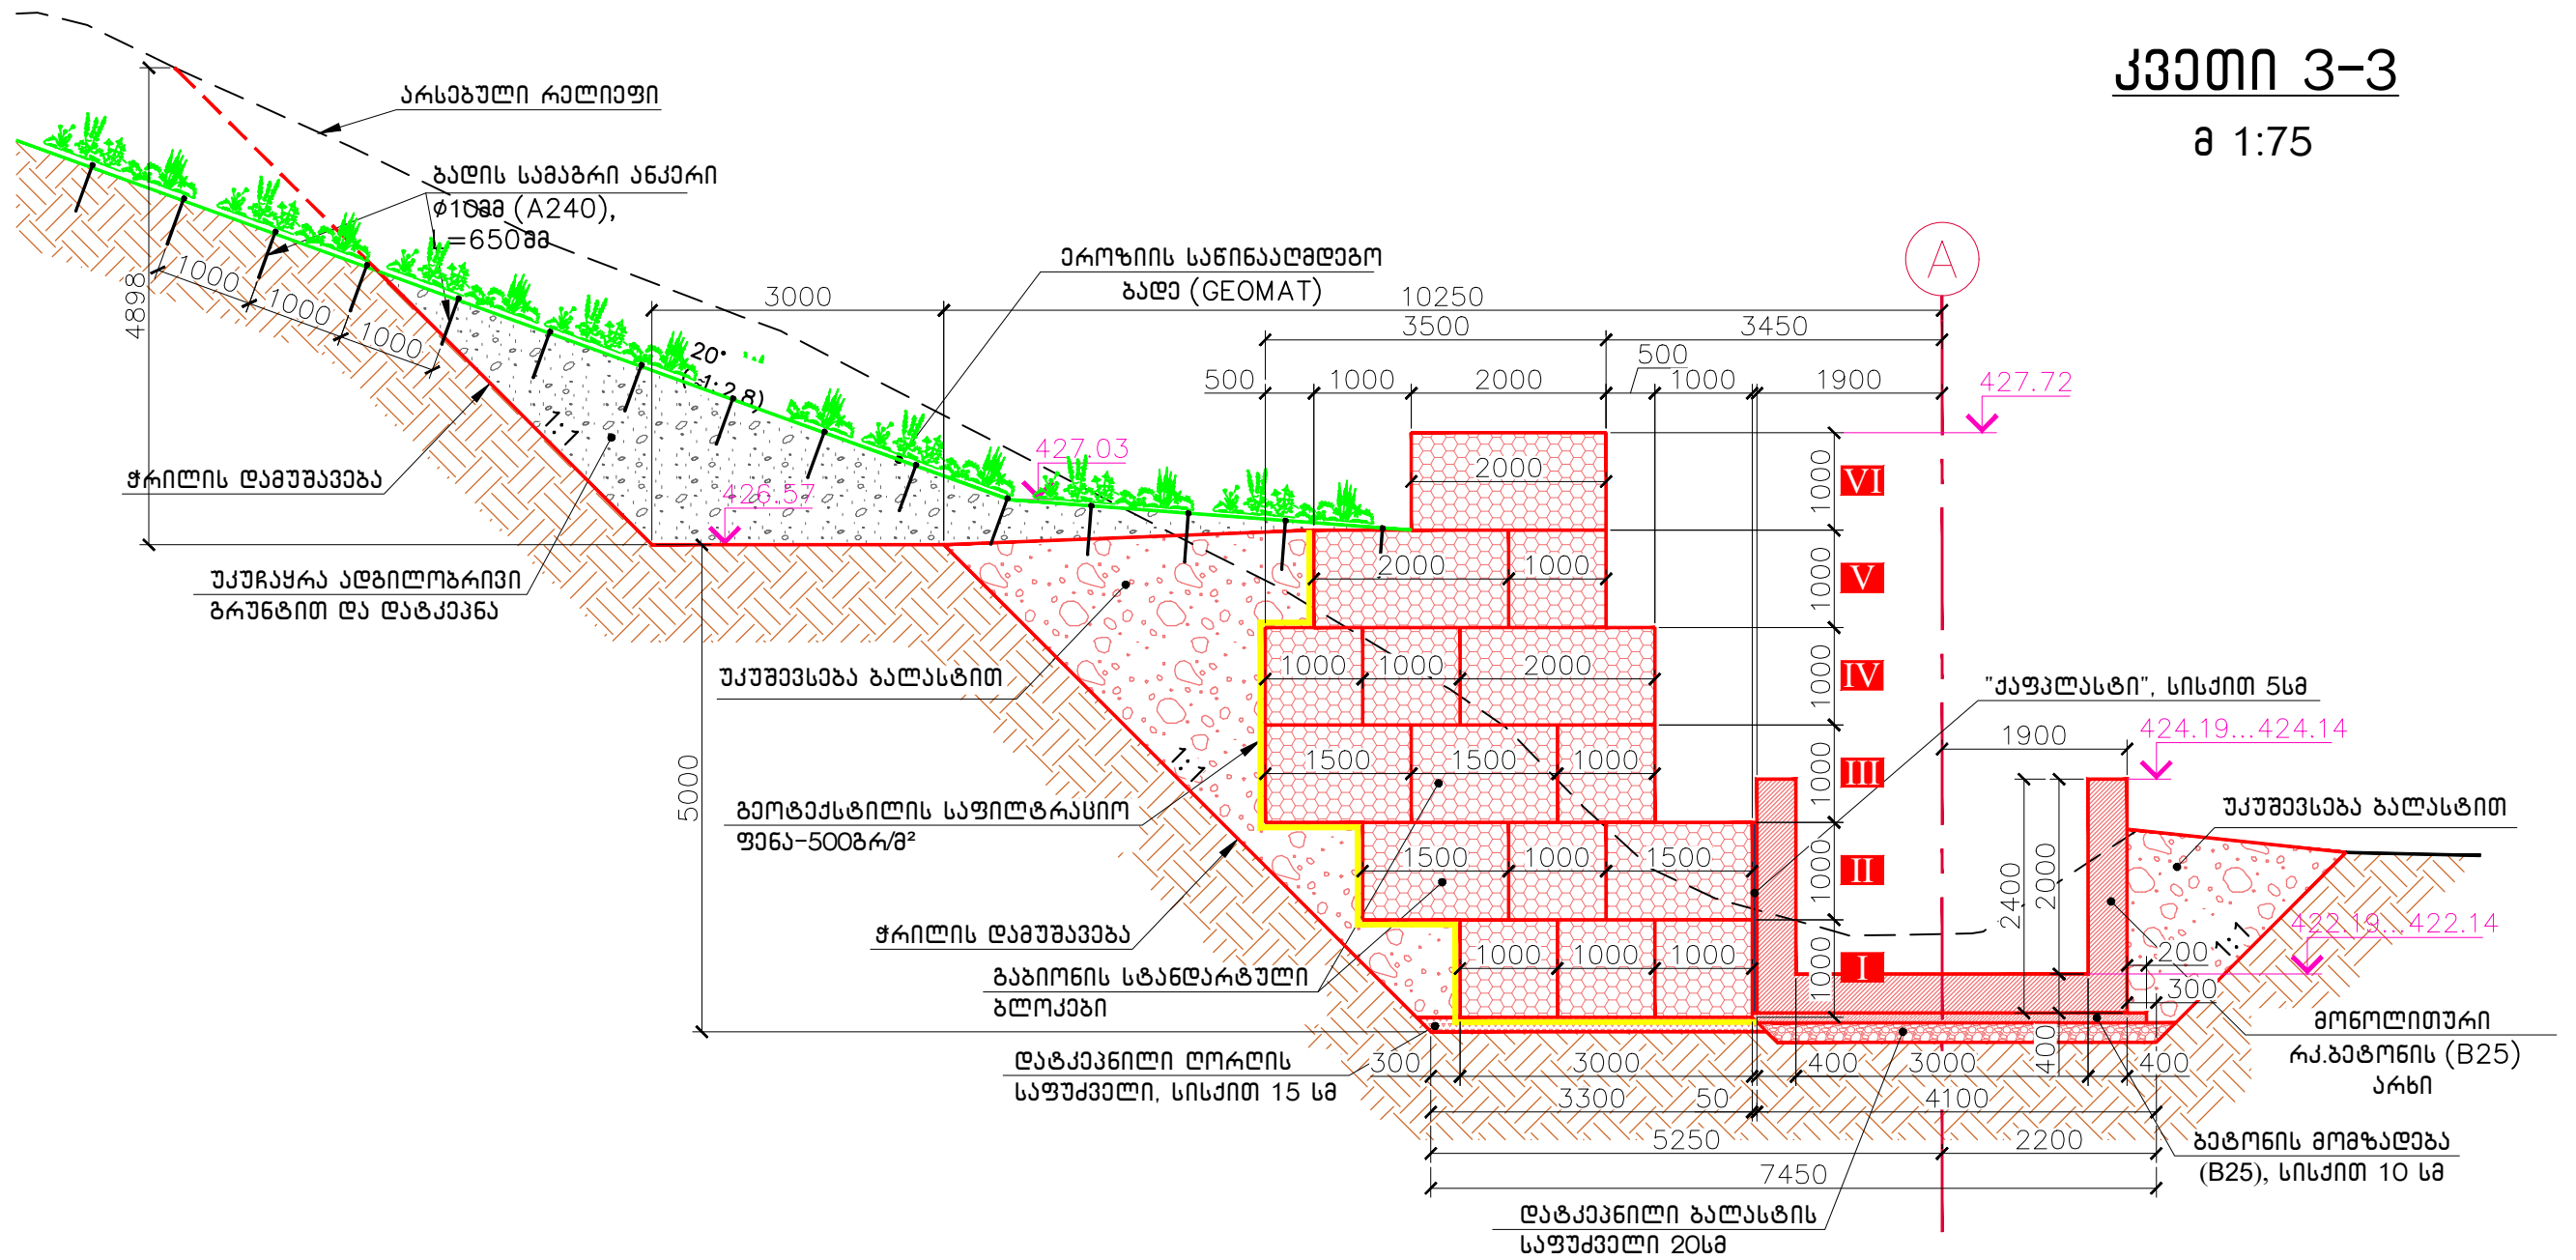 კვეთი 3-3
მ 1:75
არსებული რელიეფი
ბადის სამაგრი ანკერი
ø10მმ (A240),
L=650მმ
ეროზიის საწინააღმდეგო
ბადე (GEOMAT)
A
4898
1000
1000
1000
3000
10250
3500
3450
500
500
1000
2000
1000
1900
427.72
20°
(~1:2.8)
1:1
427.03
426.57
ჭრილის დამუშავება
უკუჩაყრა ადგილობრივი
გრუნტით და დატკეპნა
უკუშევსება ბალასტით
2000
1000
VI
2000
1000
1000
V
1000
1000
2000
1000
IV
"ქაფპლასტი", სისქით 5სმ
1900
424.19...424.14
1500
1500
1000
1000
III
1:1
5000
გეოტექსტილის საფილტრაციო
ფენა-500გრ/მ²
უკუშევსება ბალასტით
1500
1000
1500
1000
II
2400
2000
422.19...422.14
1:1
200
300
ჭრილის დამუშავება
გაბიონის სტანდარტული
ბლოკები
1000
1000
1000
1000
I
მონოლითური
რკ.ბეტონის (B25)
არხი
დატკეპნილი ღორღის
საფუძველი, სისქით 15 სმ
300
3000
400
3000
400
400
3300
50
4100
5250
2200
7450
ბეტონის მომზადება
(B25), სისქით 10 სმ
დატკეპნილი ბალასტის
საფუძველი 20სმ